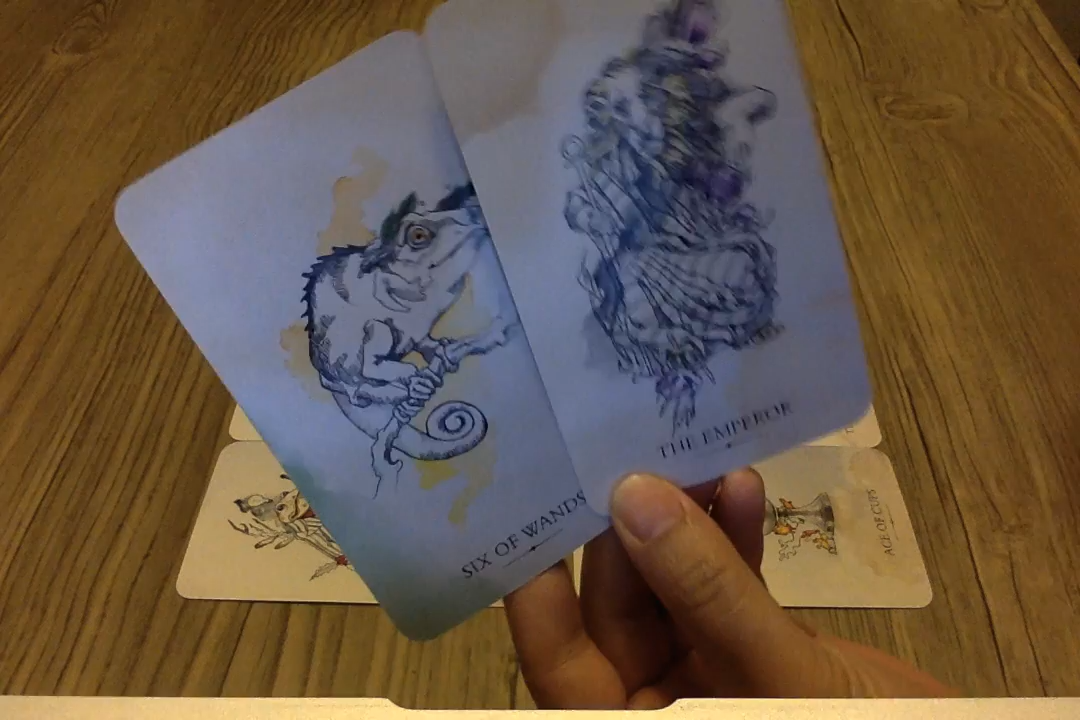 SIX OF WANDS
THE EMPEROR
ACE OF CUPS